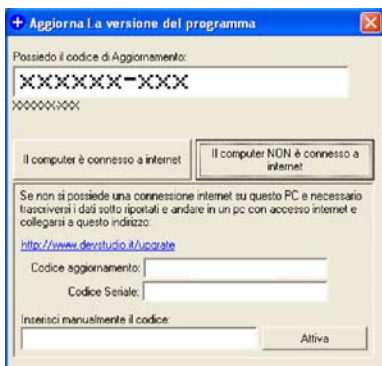 Aggiorna La versione del programma
Possiedo il codice di Aggiornamento:
XXXXXX-XXX
XXXXXX-XXX
Il computer è connesso a internet
Il computer NON è connesso a
internet
Se non si possiede una connessione internet su questo PC e necessario
trascriversi i dati sotto riportati e andare in un pc con accesso internet e
collegarsi a questo indirizzo:
http://www.devstudio.it/upgrate
Codice aggiornamento:
Codice Seriale:
Inserisci manualmente il codice:
Attiva